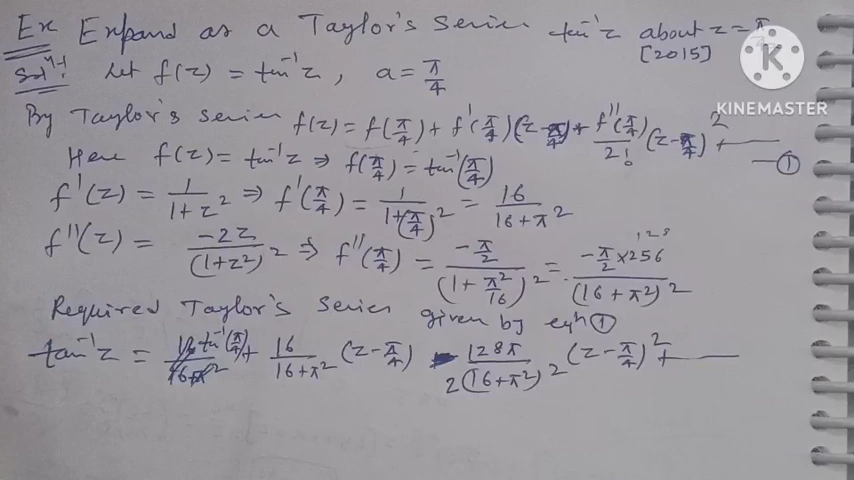 Ex Expand as a Taylor's Series tan⁻¹z about z = π/
[2015]
Solⁿ:- Let f(z) = tan⁻¹z, a = π/4
By Taylor's series f(z) = f(π/4) + f'(π/4)(z - π/4) + f''(π/4)/2! (z - π/4)² + —— ①
Here f(z) = tan⁻¹z ⇒ f(π/4) = tan⁻¹(π/4)
f'(z) = 1/(1+z²) ⇒ f'(π/4) = 1/(1+(π/4)²) = 16/(16+π²)
f''(z) = -2z/(1+z²)² ⇒ f''(π/4) = (-π/2)/(1+π²/16)² = (-π/2 × 256)/(16+π²)² 128
Required Taylor's Series given by eqⁿ ①
tan⁻¹z = tan⁻¹(π/4) + 16/(16+π²) (z - π/4) - 128π/(2(16+π²)²) (z - π/4)² + ——
KINEMASTER